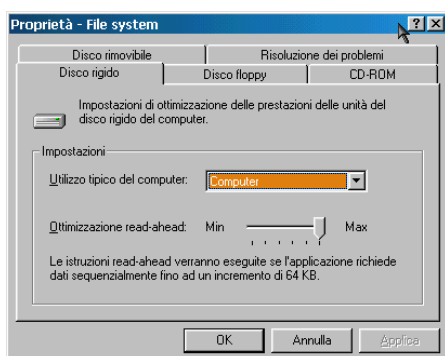 Proprietà - File system
Disco rimovibile Risoluzione dei problemi
Disco rigido Disco floppy CD-ROM
Impostazioni di ottimizzazione delle prestazioni delle unità del
disco rigido del computer.
Impostazioni
Utilizzo tipico del computer: Computer
Ottimizzazione read-ahead: Min Max
Le istruzioni read-ahead verranno eseguite se l'applicazione richiede
dati sequenzialmente fino ad un incremento di 64 KB.
OK Annulla Applica